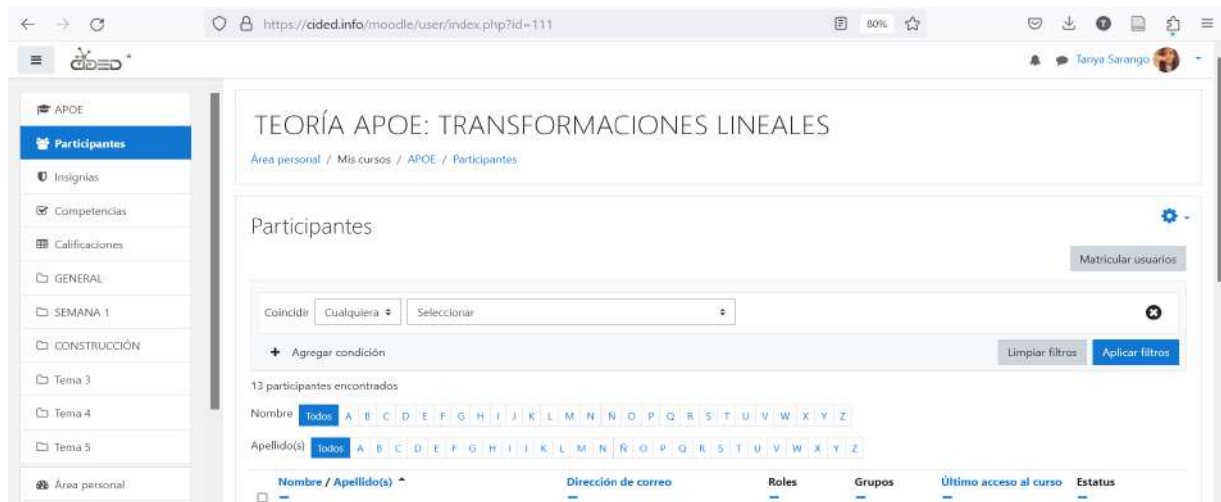 https://cided.info/moodle/user/index.php?id=111
80%
CIDED
Tanya Sarango
APOE
Participantes
Insignias
Competencias
Calificaciones
GENERAL
SEMANA 1
CONSTRUCCIÓN
Tema 3
Tema 4
Tema 5
Área personal
TEORÍA APOE: TRANSFORMACIONES LINEALES
Área personal / Mis cursos / APOE / Participantes
Participantes
Matricular usuarios
Coincidir Cualquiera Seleccionar
+ Agregar condición Limpiar filtros Aplicar filtros
13 participantes encontrados
Nombre Todos A B C D E F G H I J K L M N Ñ O P Q R S T U V W X Y Z
Apellido(s) Todos A B C D E F G H I J K L M N Ñ O P Q R S T U V W X Y Z
Nombre / Apellido(s) Dirección de correo Roles Grupos Último acceso al curso Estatus